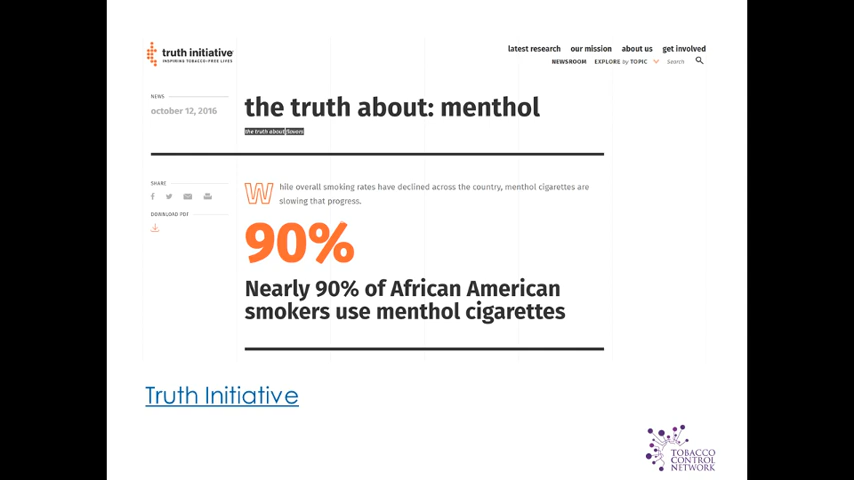 truth initiative
INSPIRING TOBACCO-FREE LIVES
latest research our mission about us get involved
NEWSROOM EXPLORE by TOPIC Search
NEWS
october 12, 2016
the truth about: menthol
the truth about flavors
SHARE
DOWNLOAD PDF
While overall smoking rates have declined across the country, menthol cigarettes are
slowing that progress.
90%
Nearly 90% of African American
smokers use menthol cigarettes
Truth Initiative
TOBACCO
CONTROL
NETWORK